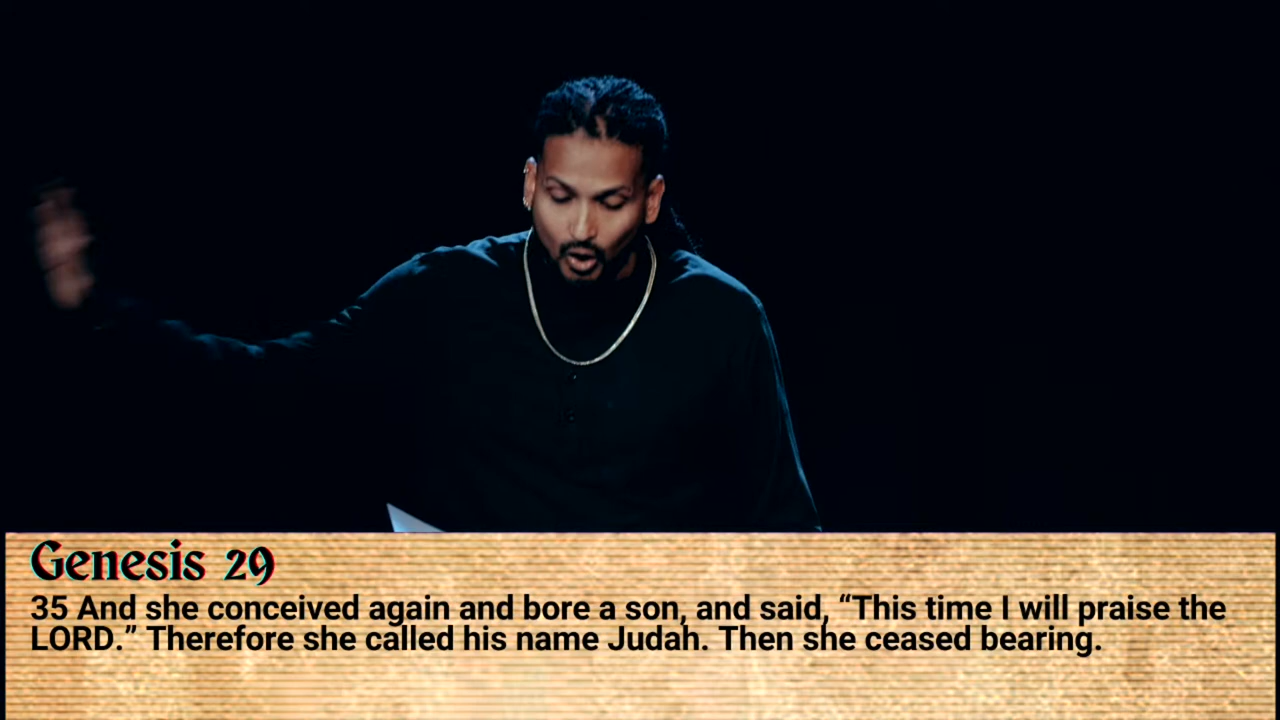 Genesis 29
35 And she conceived again and bore a son, and said, “This time I will praise the
LORD.” Therefore she called his name Judah. Then she ceased bearing.